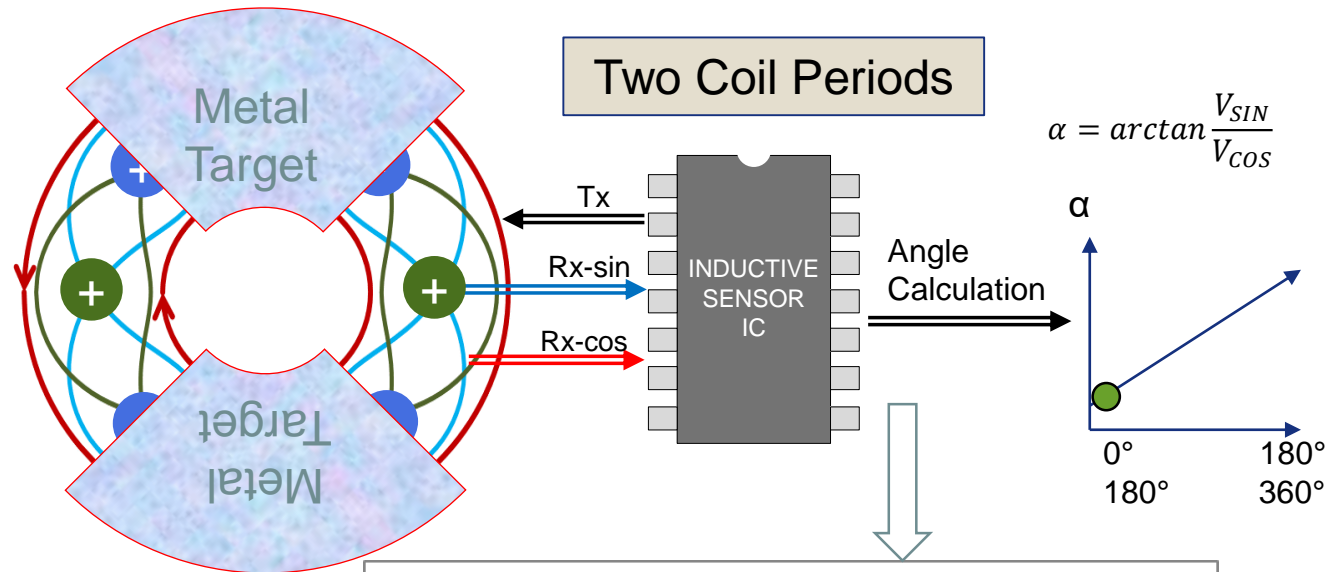 Two Coil Periods
Metal
Target
+
+
+
Metal
Target
Tx
Rx-sin
Rx-cos
INDUCTIVE
SENSOR
IC
Angle
Calculation
α = arctan V_SIN / V_COS
α
0° 180°
180° 360°